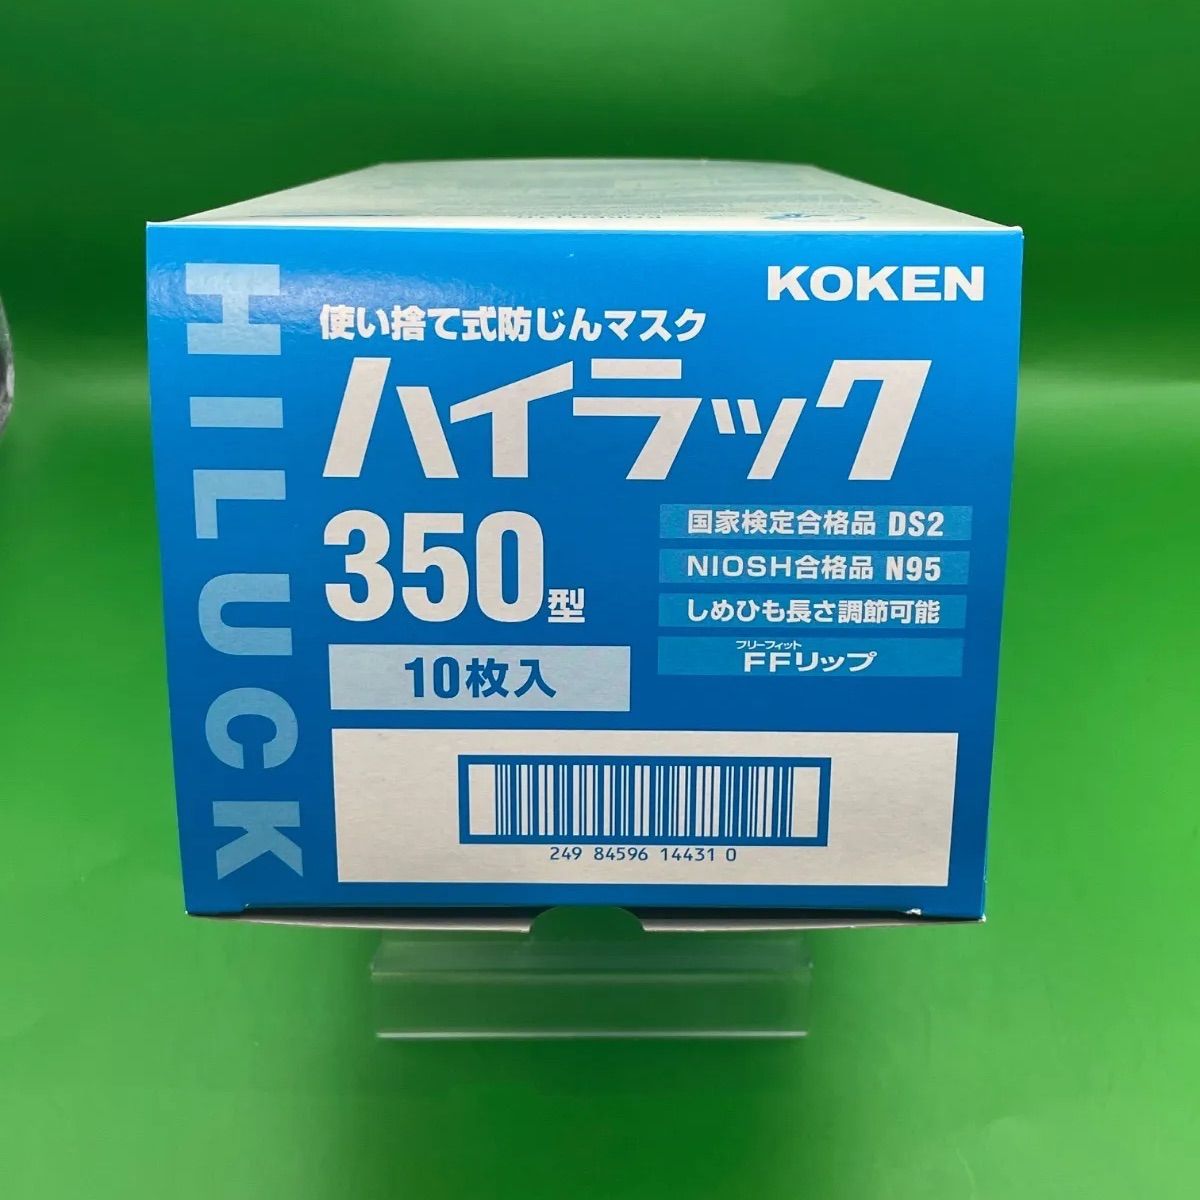 KOKEN
HILUCK
使い捨て式防じんマスク
ハイラック
350型
10枚入
国家検定合格品 DS2
NIOSH合格品 N95
しめひも長さ調節可能
フリーフィット
FFリップ
249 84596 14431 0